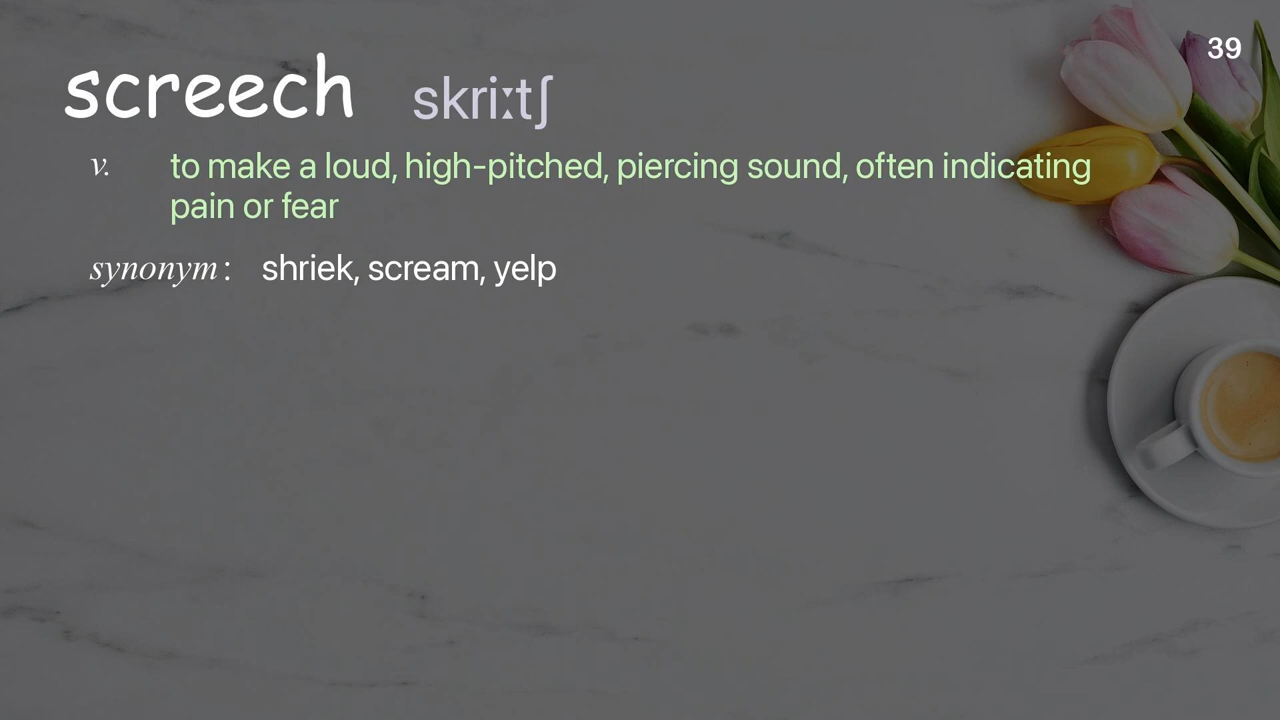 39
screech skriːtʃ
v. to make a loud, high-pitched, piercing sound, often indicating
pain or fear
synonym: shriek, scream, yelp